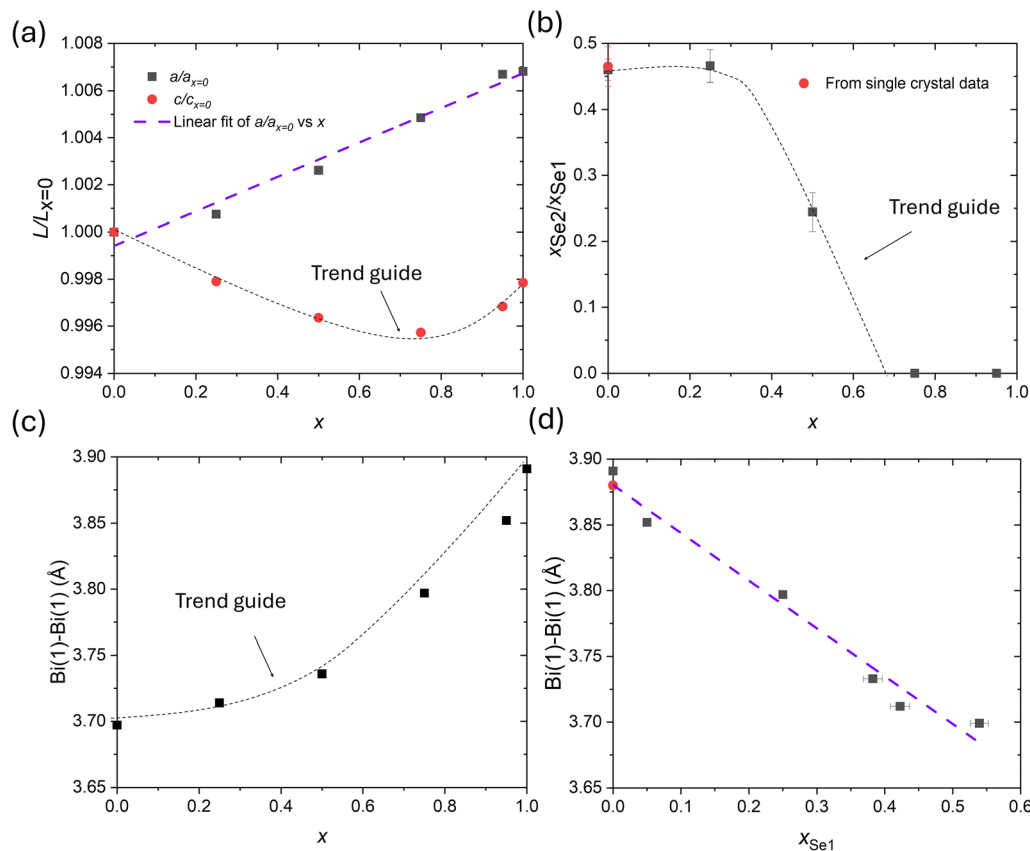 (a)
1.008
1.006
1.004
1.002
1.000
0.998
0.996
0.994
L/Lx=0
a/ax=0
c/cx=0
Linear fit of a/ax=0 vs x
Trend guide
0.0 0.2 0.4 0.6 0.8 1.0
x
(b)
0.5
0.4
0.3
0.2
0.1
0.0
xSe2/xSe1
From single crystal data
Trend guide
0.0 0.2 0.4 0.6 0.8 1.0
x
(c)
3.90
3.85
3.80
3.75
3.70
3.65
Bi(1)-Bi(1) (Å)
Trend guide
0.0 0.2 0.4 0.6 0.8 1.0
x
(d)
3.90
3.85
3.80
3.75
3.70
3.65
Bi(1)-Bi(1) (Å)
0.0 0.1 0.2 0.3 0.4 0.5 0.6
xSe1